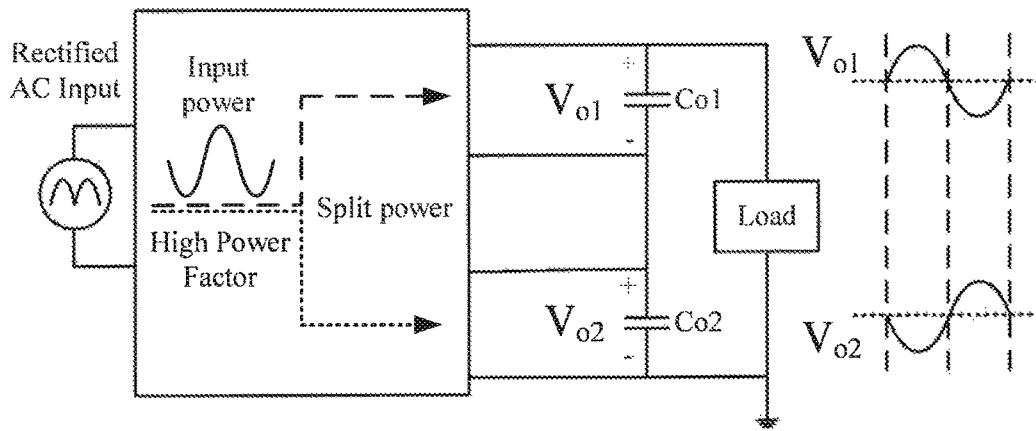 Rectified
AC Input
Input
power
Split power
High Power
Factor
+
Vo1
Co1
-
Load
+
Vo2
Co2
-
Vo1
Vo2